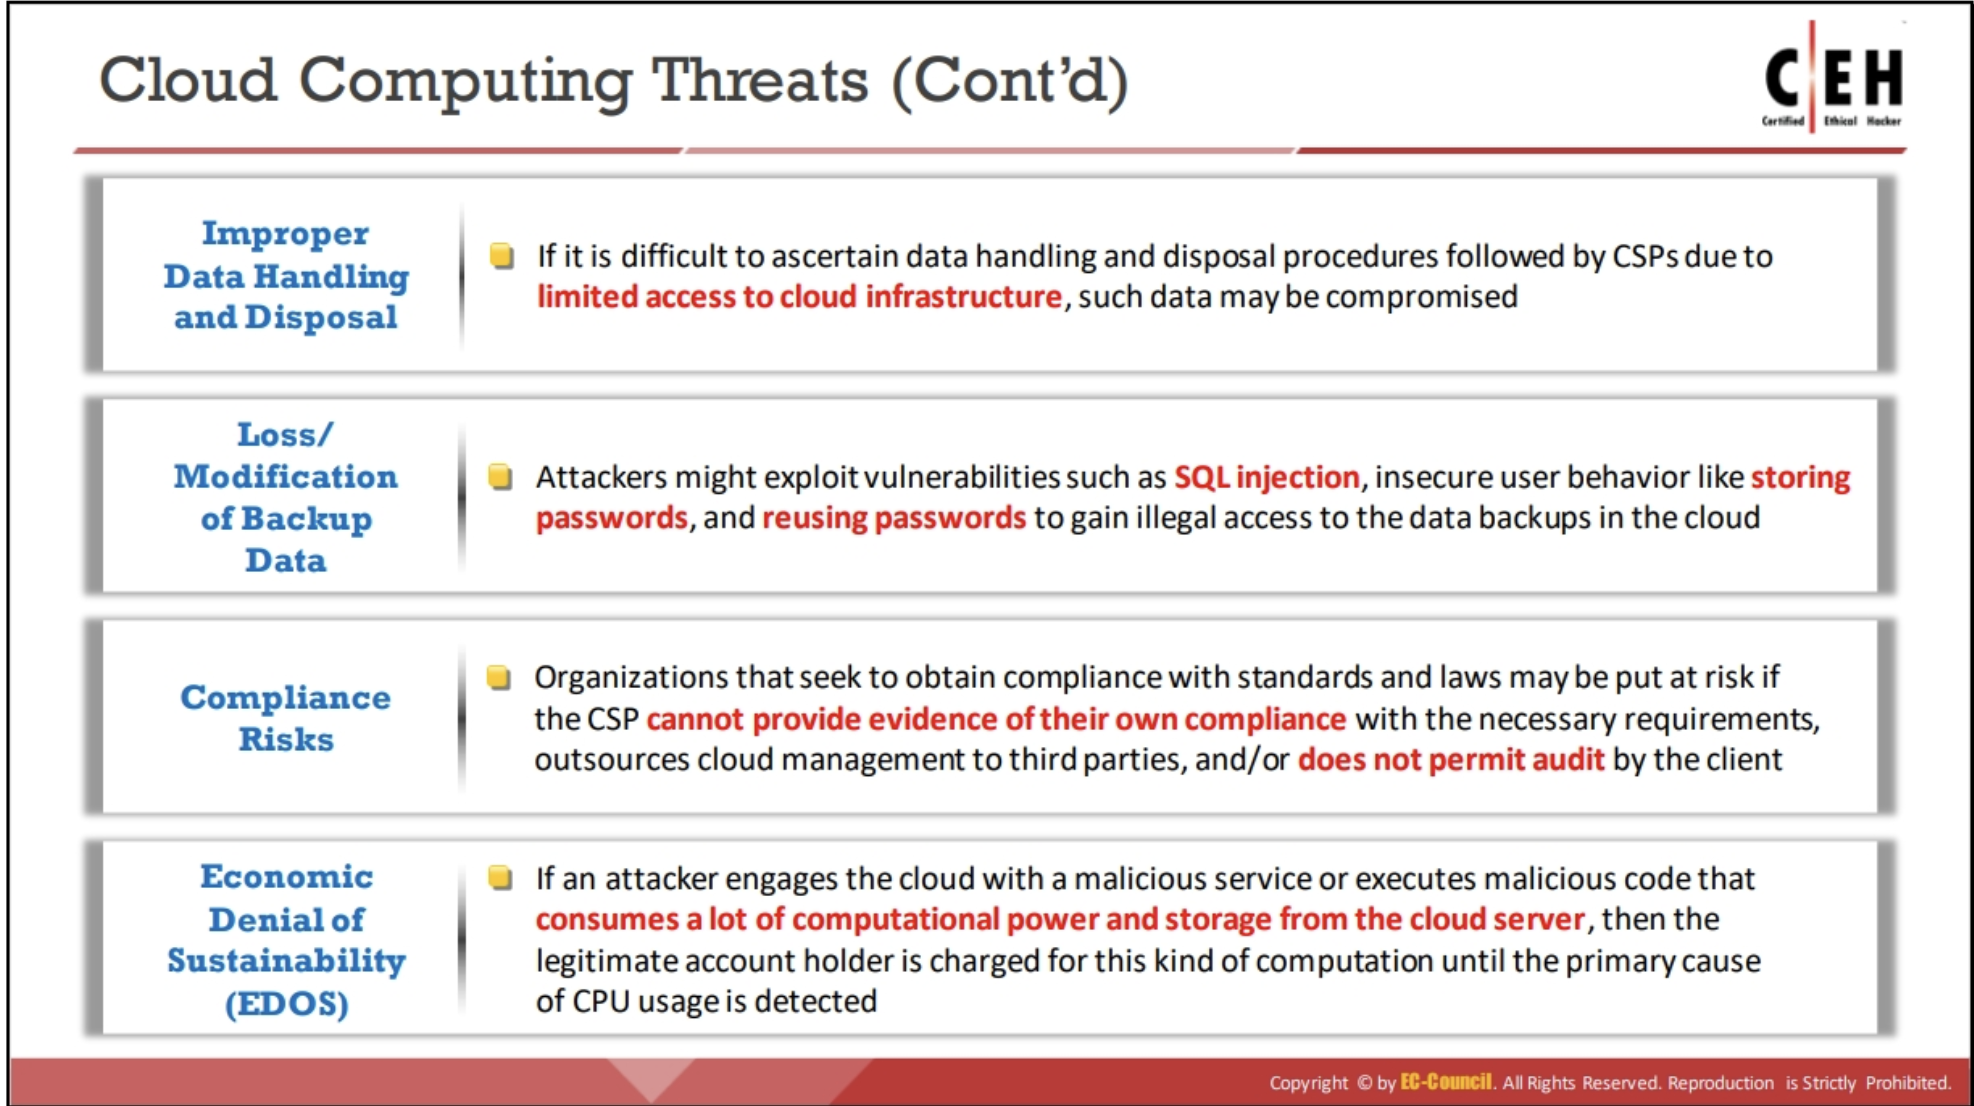 Cloud Computing Threats (Cont’d)
C EH
Certified Ethical Hacker
Improper
Data Handling
and Disposal
If it is difficult to ascertain data handling and disposal procedures followed by CSPs due to
limited access to cloud infrastructure, such data may be compromised
Loss/
Modification
of Backup
Data
Attackers might exploit vulnerabilities such as SQL injection, insecure user behavior like storing
passwords, and reusing passwords to gain illegal access to the data backups in the cloud
Compliance
Risks
Organizations that seek to obtain compliance with standards and laws may be put at risk if
the CSP cannot provide evidence of their own compliance with the necessary requirements,
outsources cloud management to third parties, and/or does not permit audit by the client
Economic
Denial of
Sustainability
(EDOS)
If an attacker engages the cloud with a malicious service or executes malicious code that
consumes a lot of computational power and storage from the cloud server, then the
legitimate account holder is charged for this kind of computation until the primary cause
of CPU usage is detected
Copyright © by EC-Council. All Rights Reserved. Reproduction is Strictly Prohibited.